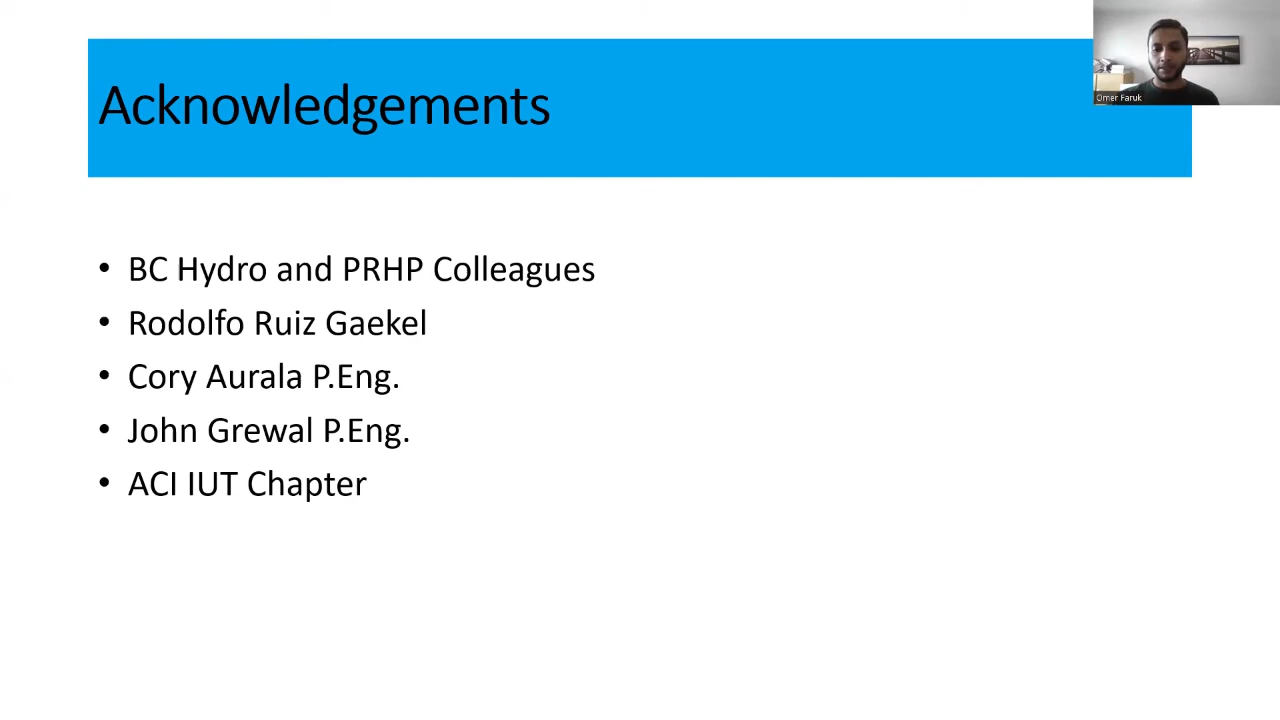 Acknowledgements
Omer Faruk
• BC Hydro and PRHP Colleagues
• Rodolfo Ruiz Gaekel
• Cory Aurala P.Eng.
• John Grewal P.Eng.
• ACI IUT Chapter